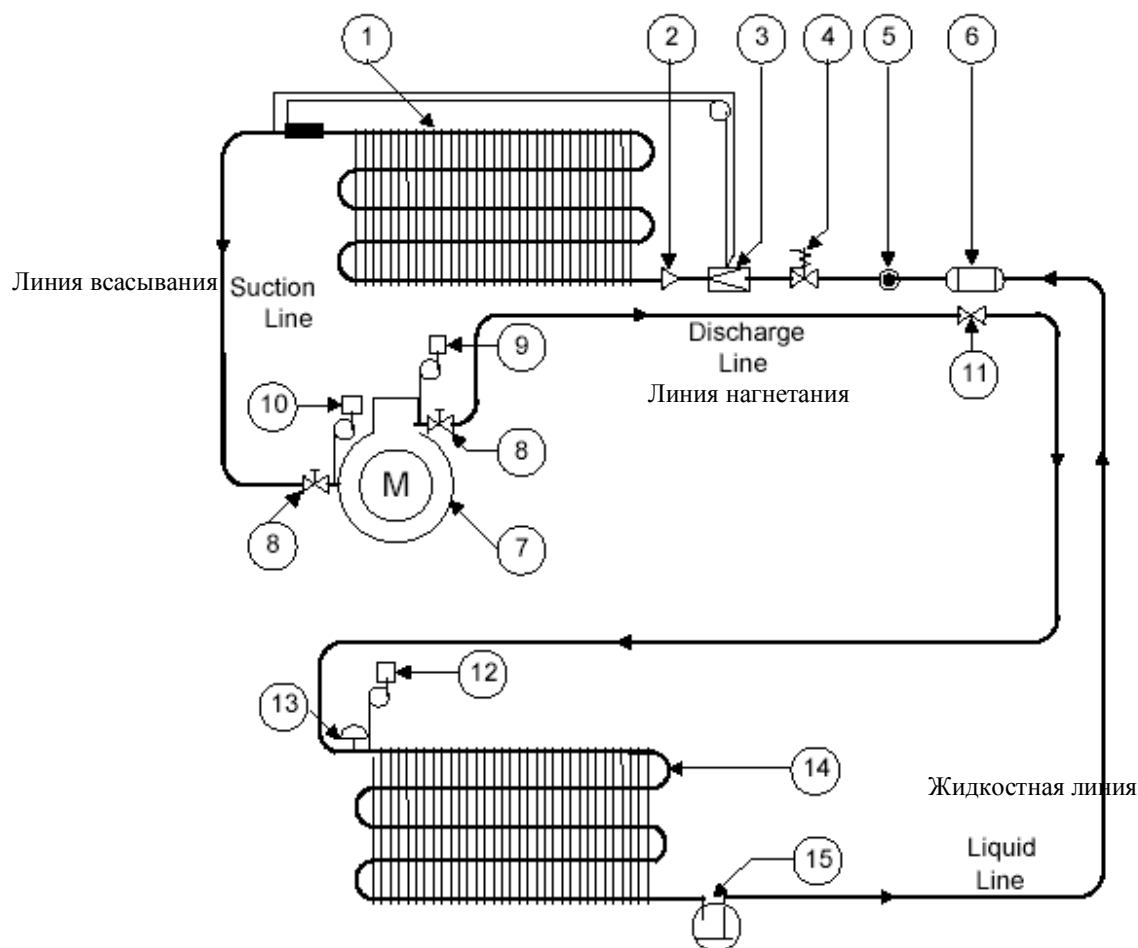 1
2
3
4
5
6
Линия всасывания
Suction
Line
Discharge
Line
Линия нагнетания
9
10
11
8
M
8
7
12
13
14
Жидкостная линия
15
Liquid
Line